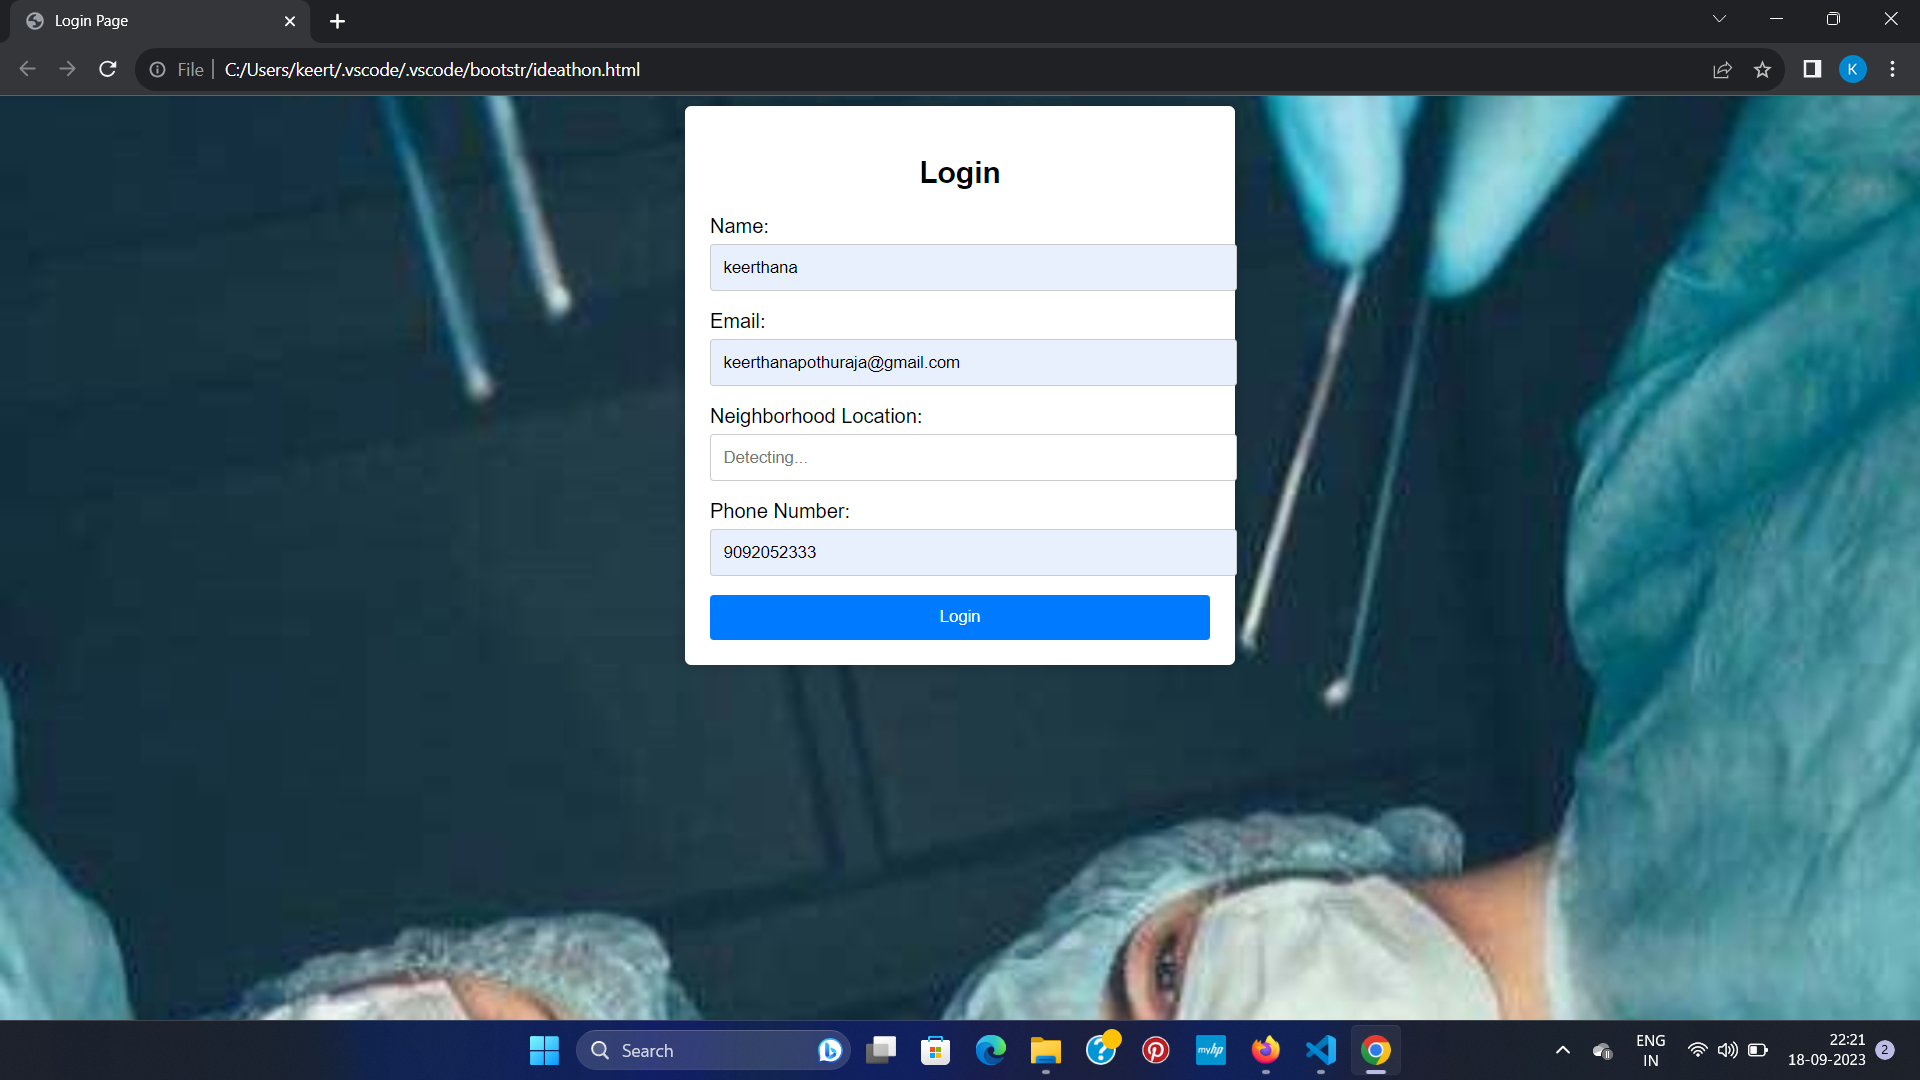 Login Page
File
C:/Users/keert/.vscode/.vscode/bootstr/ideathon.html
K
Login
Name:
keerthana
Email:
keerthanapothuraja@gmail.com
Neighborhood Location:
Detecting...
Phone Number:
9092052333
Login
Search
b
?
myhp
ENG
IN
22:21
18-09-2023
2